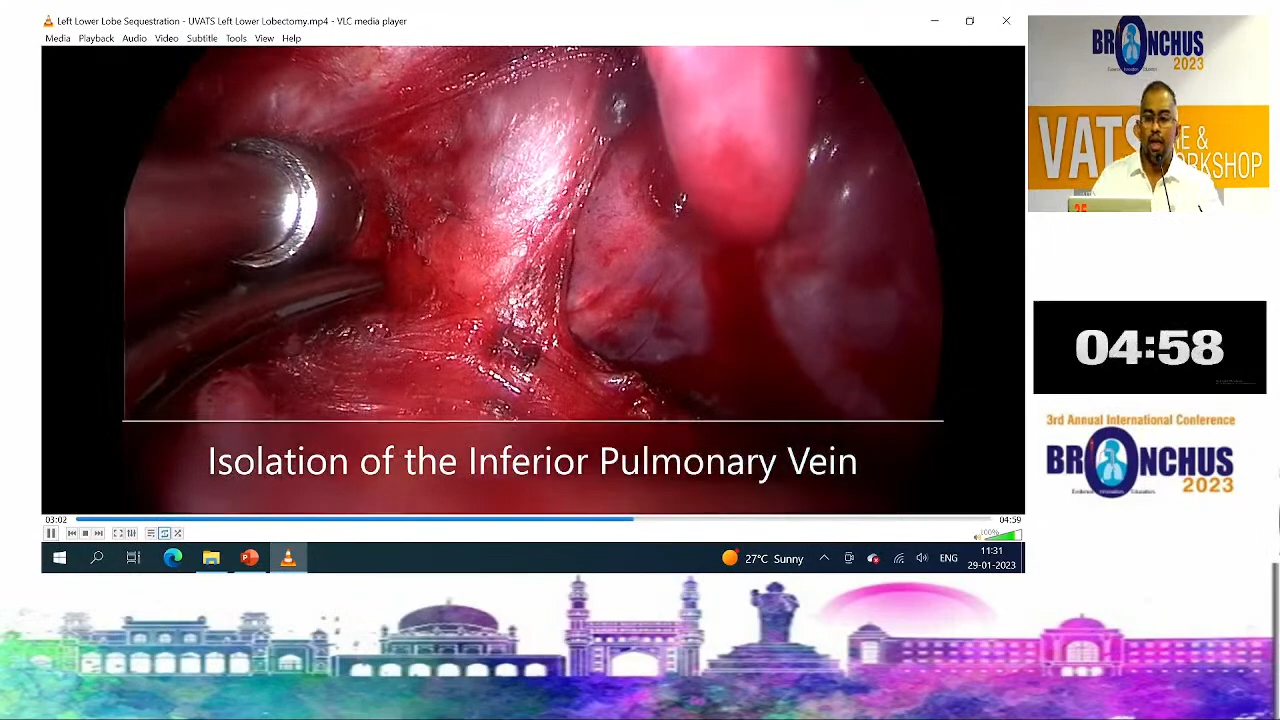 Left Lower Lobe Sequestration - UVATS Left Lower Lobectomy.mp4 - VLC media player
Media Playback Audio Video Subtitle Tools View Help
Isolation of the Inferior Pulmonary Vein
03:02
04:59
100%
27°C Sunny
ENG
11:31
29-01-2023
BRONCHUS
2023
VATS
&
WORKSHOP
04:58
3rd Annual International Conference
BRONCHUS
2023